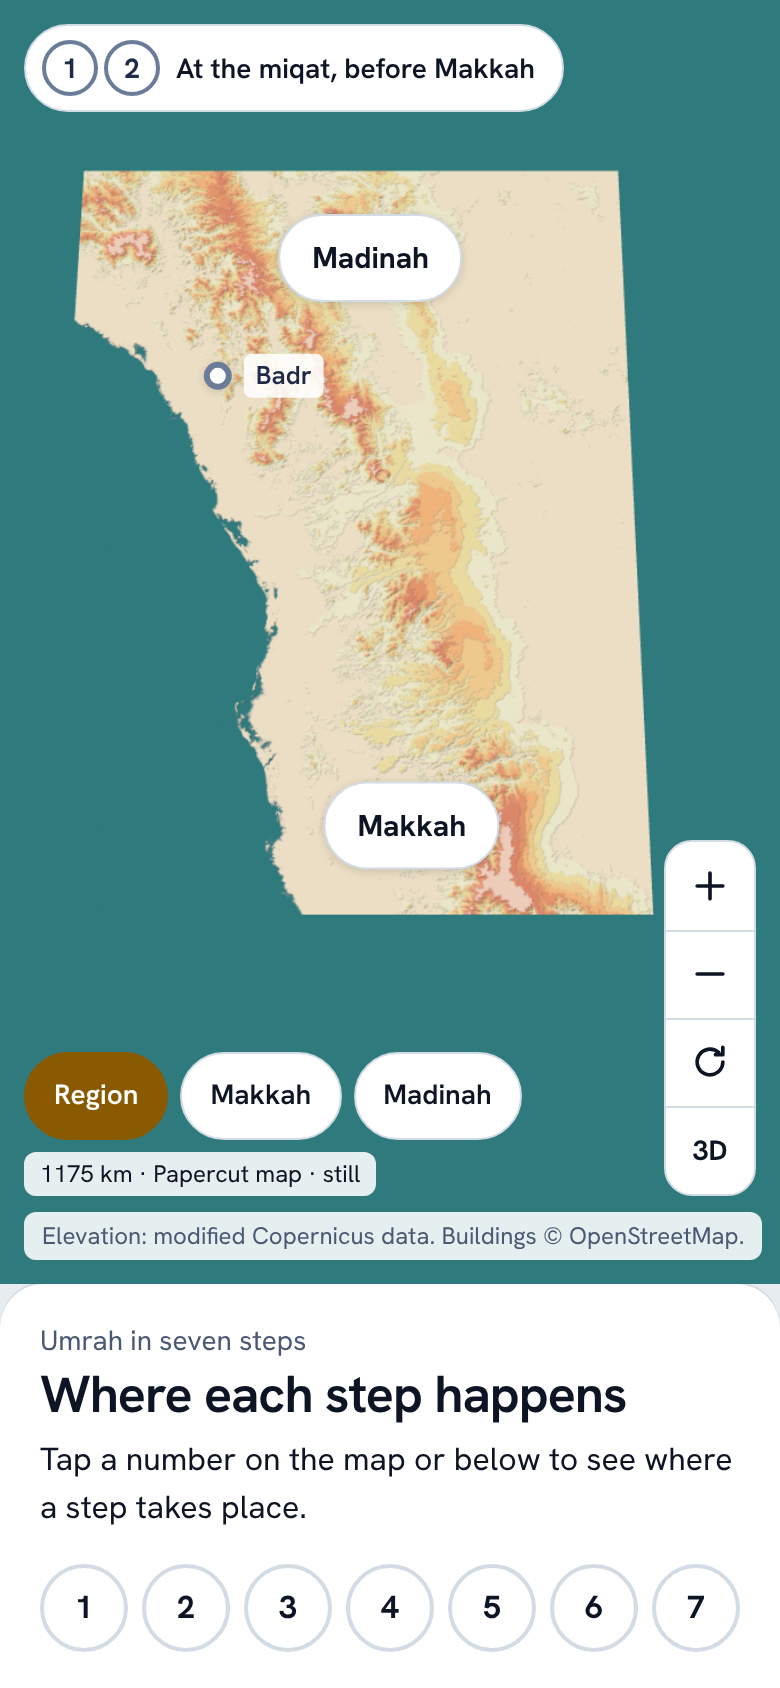 1 2 At the miqat, before Makkah
Madinah
Badr
Makkah
Region Makkah Madinah
3D
1175 km · Papercut map · still
Elevation: modified Copernicus data. Buildings © OpenStreetMap.
Umrah in seven steps
Where each step happens
Tap a number on the map or below to see where
a step takes place.
1 2 3 4 5 6 7